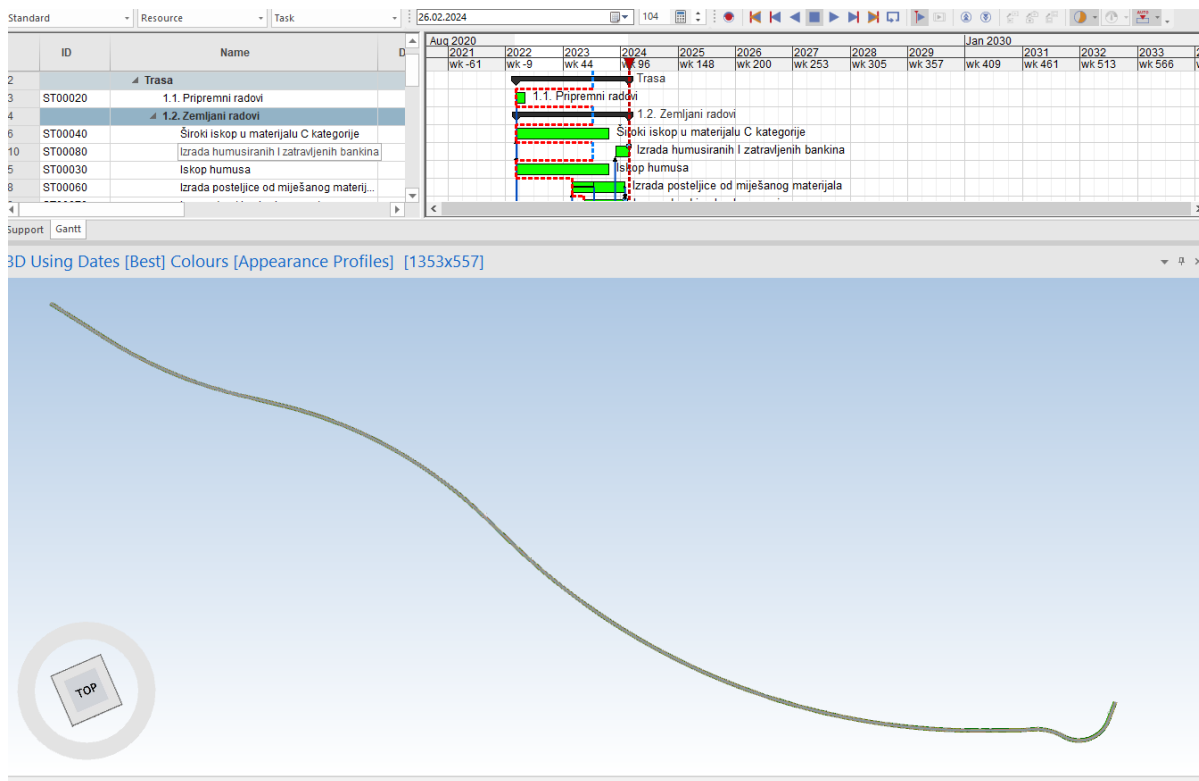 Standard Resource Task 26.02.2024 104
ID Name
Aug 2020 Jan 2030
2021 2022 2023 2024 2025 2026 2027 2028 2029 2031 2032 2033
wk -61 wk -9 wk 44 wk 96 wk 148 wk 200 wk 253 wk 305 wk 357 wk 409 wk 461 wk 513 wk 566
2 Trasa Trasa
3 ST00020 1.1. Pripremni radovi 1.1. Pripremni radovi
4 1.2. Zemljani radovi 1.2. Zemljani radovi
6 ST00040 Široki iskop u materijalu C kategorije Široki iskop u materijalu C kategorije
10 ST00080 Izrada humusiranih I zatravljenih bankina Izrada humusiranih I zatravljenih bankina
5 ST00030 Iskop humusa Iskop humusa
8 ST00060 Izrada posteljice od miješanog materij... Izrada posteljice od miješanog materijala
Support Gantt
3D Using Dates [Best] Colours [Appearance Profiles] [1353x557]
TOP